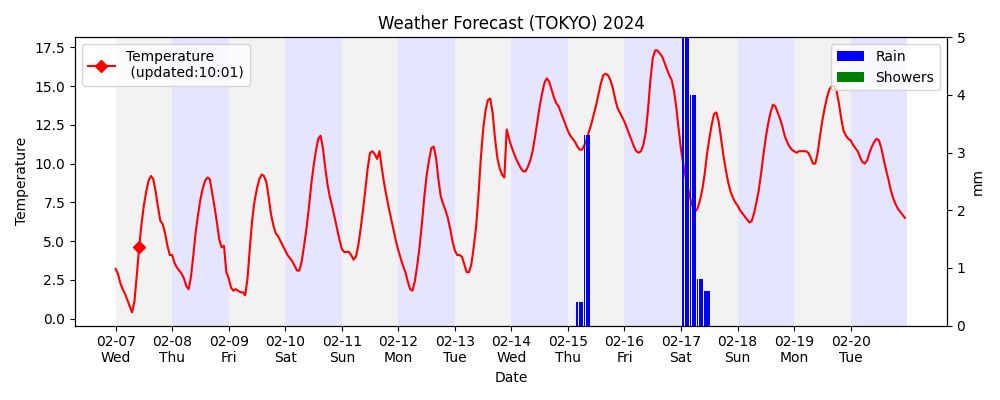 Weather Forecast (TOKYO) 2024
Temperature
(updated:10:01)
Rain
Showers
Temperature
17.5
15.0
12.5
10.0
7.5
5.0
2.5
0.0
5
4
3
2
1
0
mm
02-07 02-08 02-09 02-10 02-11 02-12 02-13 02-14 02-15 02-16 02-17 02-18 02-19 02-20
Wed Thu Fri Sat Sun Mon Tue Wed Thu Fri Sat Sun Mon Tue
Date